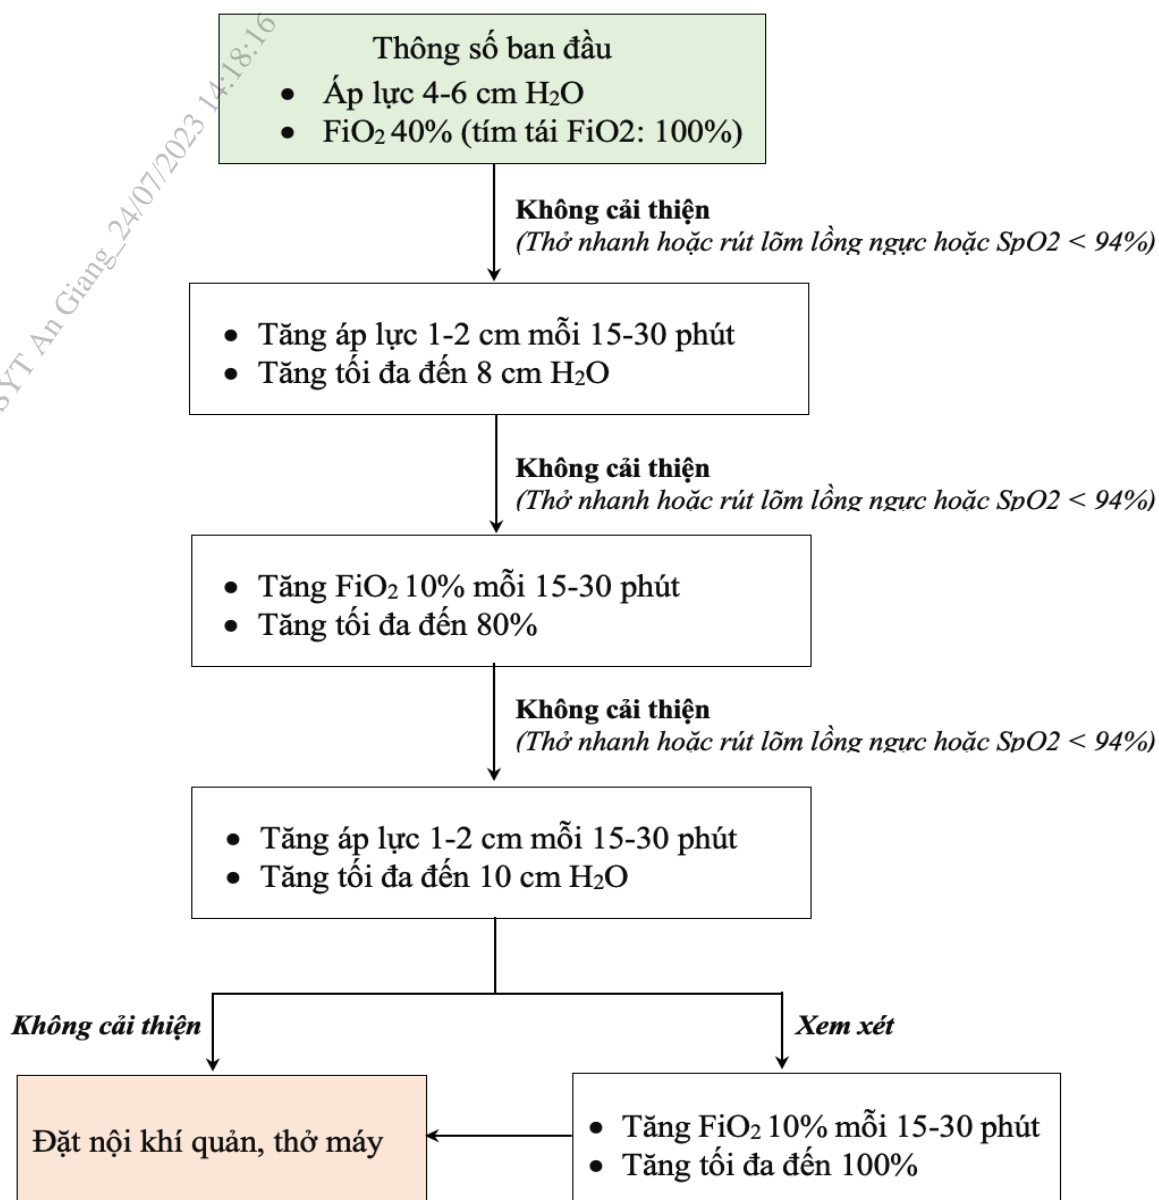 SYT An Giang_24/07/2023 14:18:16
Thông số ban đầu
• Áp lực 4-6 cm H₂O
• FiO₂ 40% (tím tái FiO2: 100%)
Không cải thiện
(Thở nhanh hoặc rút lõm lồng ngực hoặc SpO2 < 94%)
• Tăng áp lực 1-2 cm mỗi 15-30 phút
• Tăng tối đa đến 8 cm H₂O
Không cải thiện
(Thở nhanh hoặc rút lõm lồng ngực hoặc SpO2 < 94%)
• Tăng FiO₂ 10% mỗi 15-30 phút
• Tăng tối đa đến 80%
Không cải thiện
(Thở nhanh hoặc rút lõm lồng ngực hoặc SpO2 < 94%)
• Tăng áp lực 1-2 cm mỗi 15-30 phút
• Tăng tối đa đến 10 cm H₂O
Không cải thiện
Xem xét
Đặt nội khí quản, thở máy
• Tăng FiO₂ 10% mỗi 15-30 phút
• Tăng tối đa đến 100%